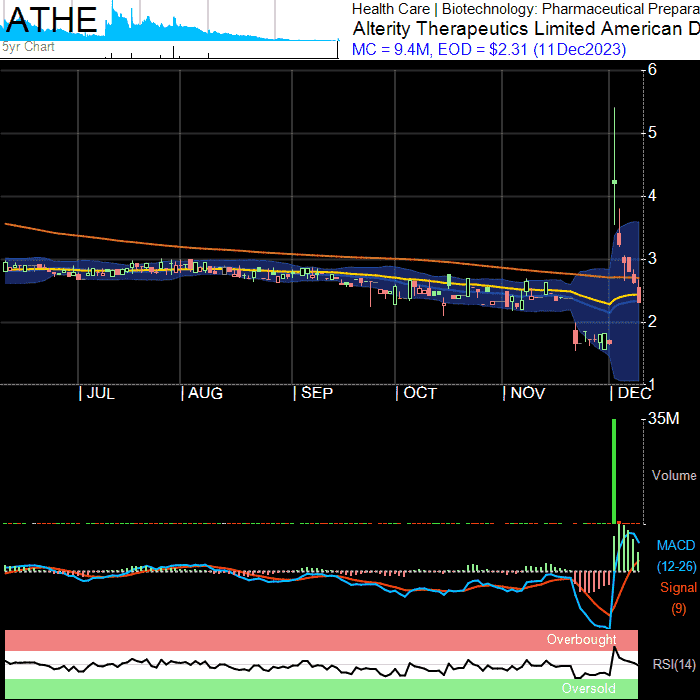 ATHE
5yr Chart
Health Care | Biotechnology: Pharmaceutical Prepara
Alterity Therapeutics Limited American D
MC = 9.4M, EOD = $2.31 (11Dec2023)
6
5
4
3
2
1
| JUL | AUG | SEP | OCT | NOV | DEC
35M
Volume
MACD
(12-26)
Signal
(9)
Overbought
RSI(14)
Oversold